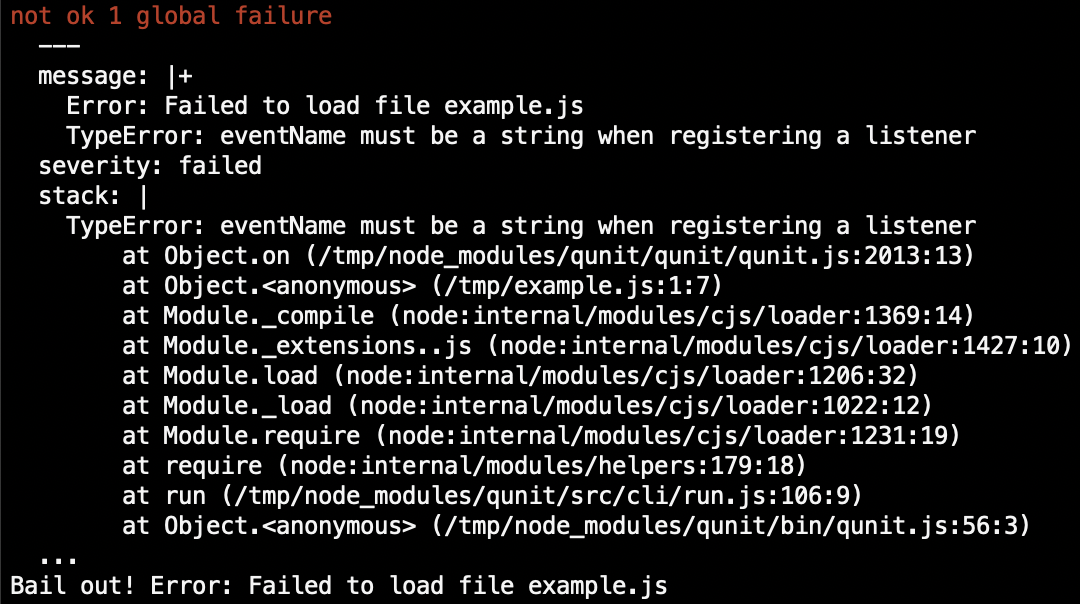 not ok 1 global failure
  ---
  message: |+
    Error: Failed to load file example.js
    TypeError: eventName must be a string when registering a listener
  severity: failed
  stack: |
    TypeError: eventName must be a string when registering a listener
        at Object.on (/tmp/node_modules/qunit/qunit/qunit.js:2013:13)
        at Object.<anonymous> (/tmp/example.js:1:7)
        at Module._compile (node:internal/modules/cjs/loader:1369:14)
        at Module._extensions..js (node:internal/modules/cjs/loader:1427:10)
        at Module.load (node:internal/modules/cjs/loader:1206:32)
        at Module._load (node:internal/modules/cjs/loader:1022:12)
        at Module.require (node:internal/modules/cjs/loader:1231:19)
        at require (node:internal/modules/helpers:179:18)
        at run (/tmp/node_modules/qunit/src/cli/run.js:106:9)
        at Object.<anonymous> (/tmp/node_modules/qunit/bin/qunit.js:56:3)
  ...
Bail out! Error: Failed to load file example.js